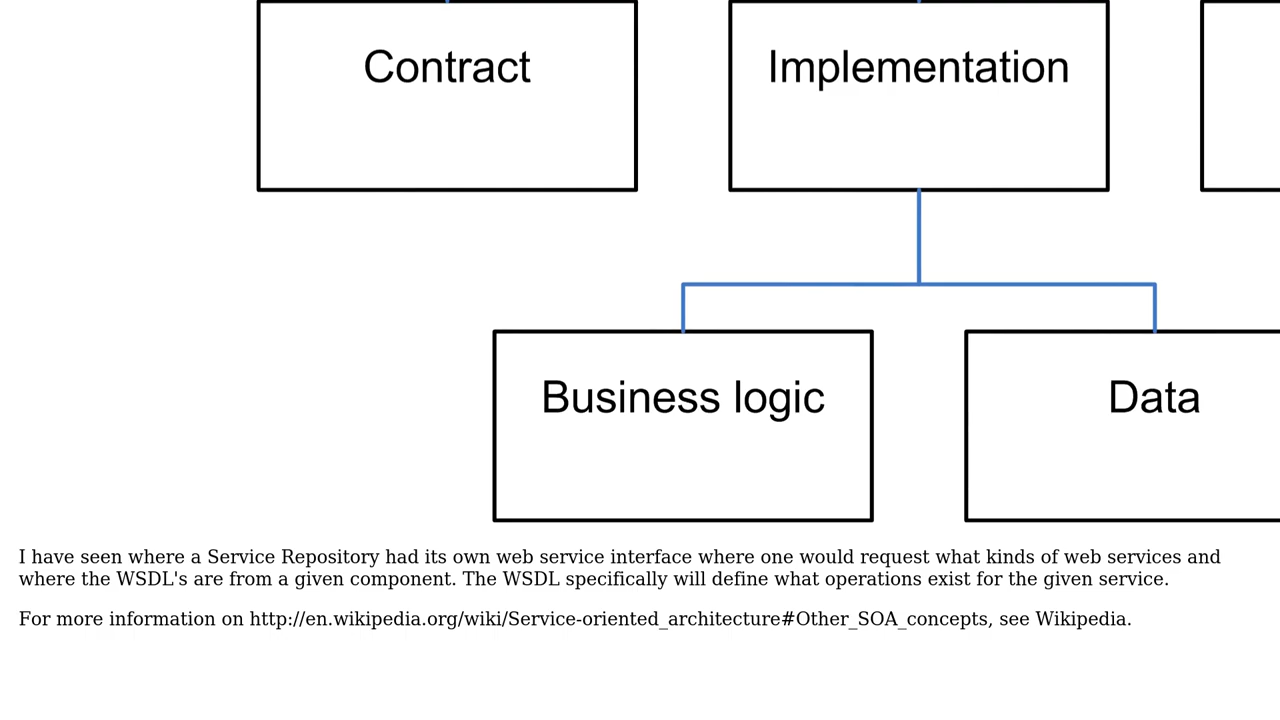 Contract
Implementation
Business logic
Data
I have seen where a Service Repository had its own web service interface where one would request what kinds of web services and
where the WSDL's are from a given component. The WSDL specifically will define what operations exist for the given service.
For more information on http://en.wikipedia.org/wiki/Service-oriented_architecture#Other_SOA_concepts, see Wikipedia.